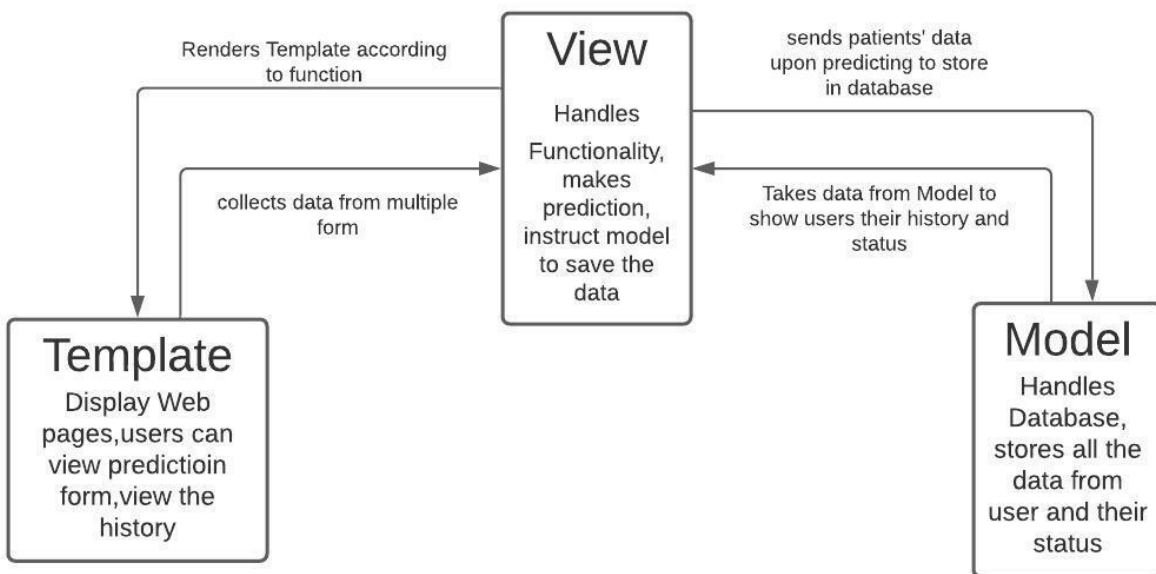 Renders Template according
to function
View
Handles
Functionality,
makes
prediction,
instruct model
to save the
data
sends patients' data
upon predicting to store
in database
collects data from multiple
form
Takes data from Model to
show users their history and
status
Template
Display Web
pages,users can
view predictioin
form,view the
history
Model
Handles
Database,
stores all the
data from
user and their
status